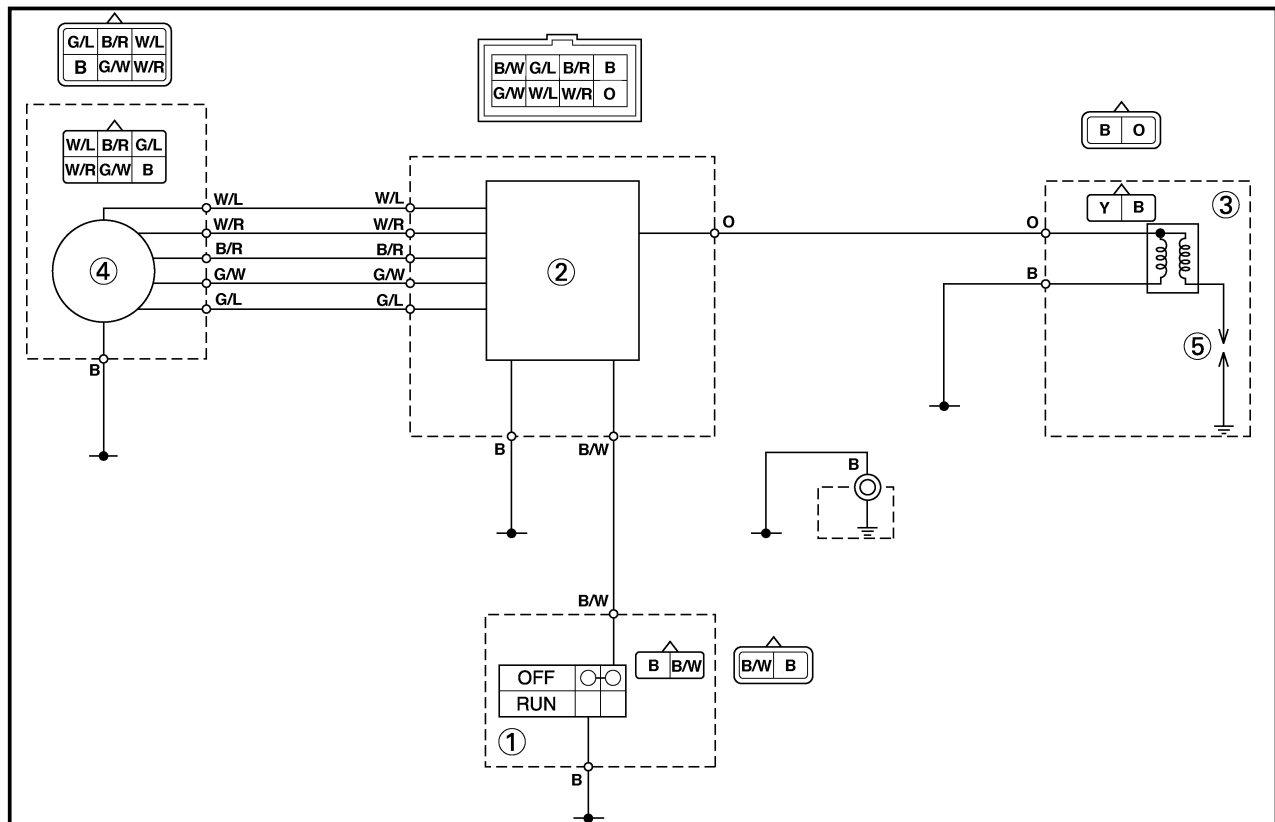 G/L B/R W/L
B G/W W/R
B/W G/L B/R B
G/W W/L W/R O
B O
W/L B/R G/L
W/R G/W B
Y B
③
W/L W/L
W/R W/R
O O
B/R B/R
④
②
G/W G/W
B
G/L G/L
⑤
B
B B/W
B
B/W
B B/W
B/W B
OFF
RUN
①
B